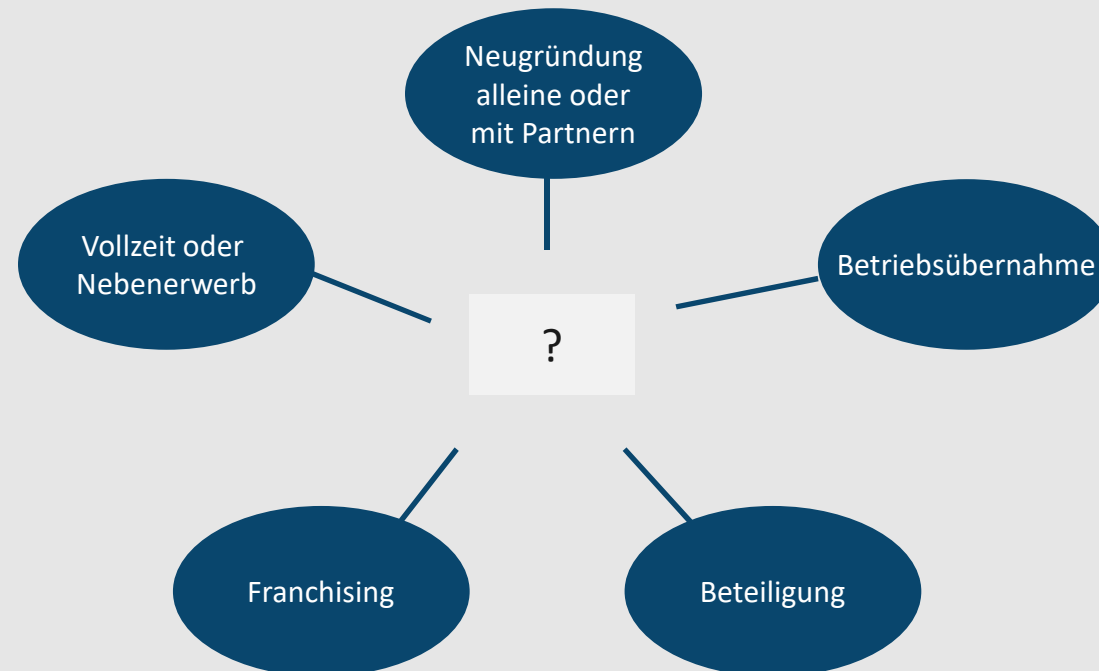 Neugründung
alleine oder
mit Partnern
Vollzeit oder
Nebenerwerb
Betriebsübernahme
?
Franchising
Beteiligung